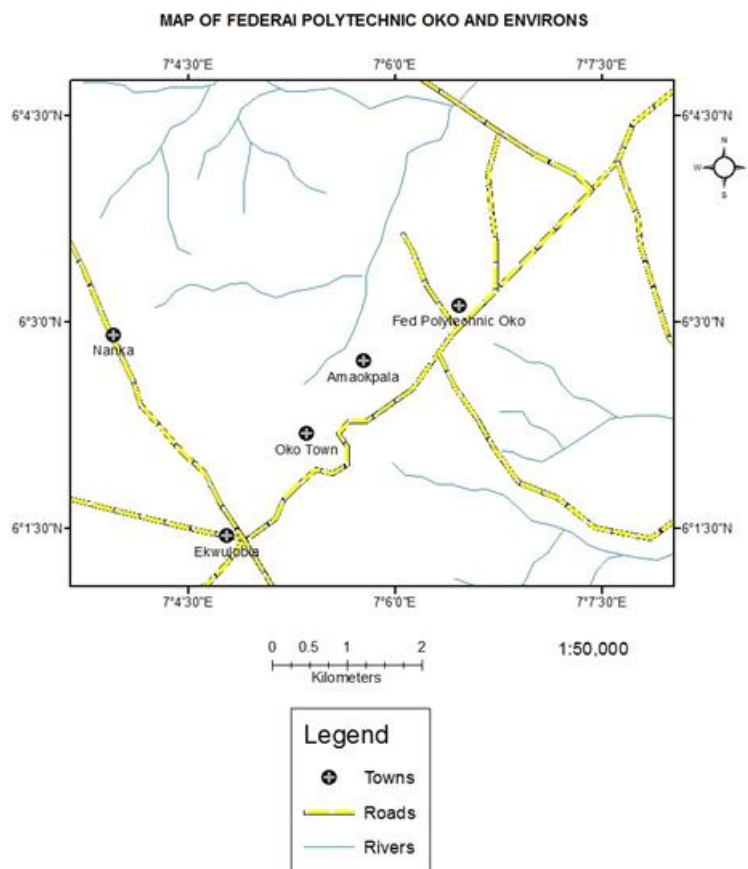 MAP OF FEDERAI POLYTECHNIC OKO AND ENVIRONS
7°4'30"E 7°6'0"E 7°7'30"E
6°4'30"N 6°4'30"N
N
W E
S
Fed Polytechnic Oko
6°3'0"N 6°3'0"N
Nanka
Amaokpala
Oko Town
6°1'30"N 6°1'30"N
Ekwulobia
7°4'30"E 7°6'0"E 7°7'30"E
0 0.5 1 2
Kilometers
1:50,000
Legend
Towns
Roads
Rivers